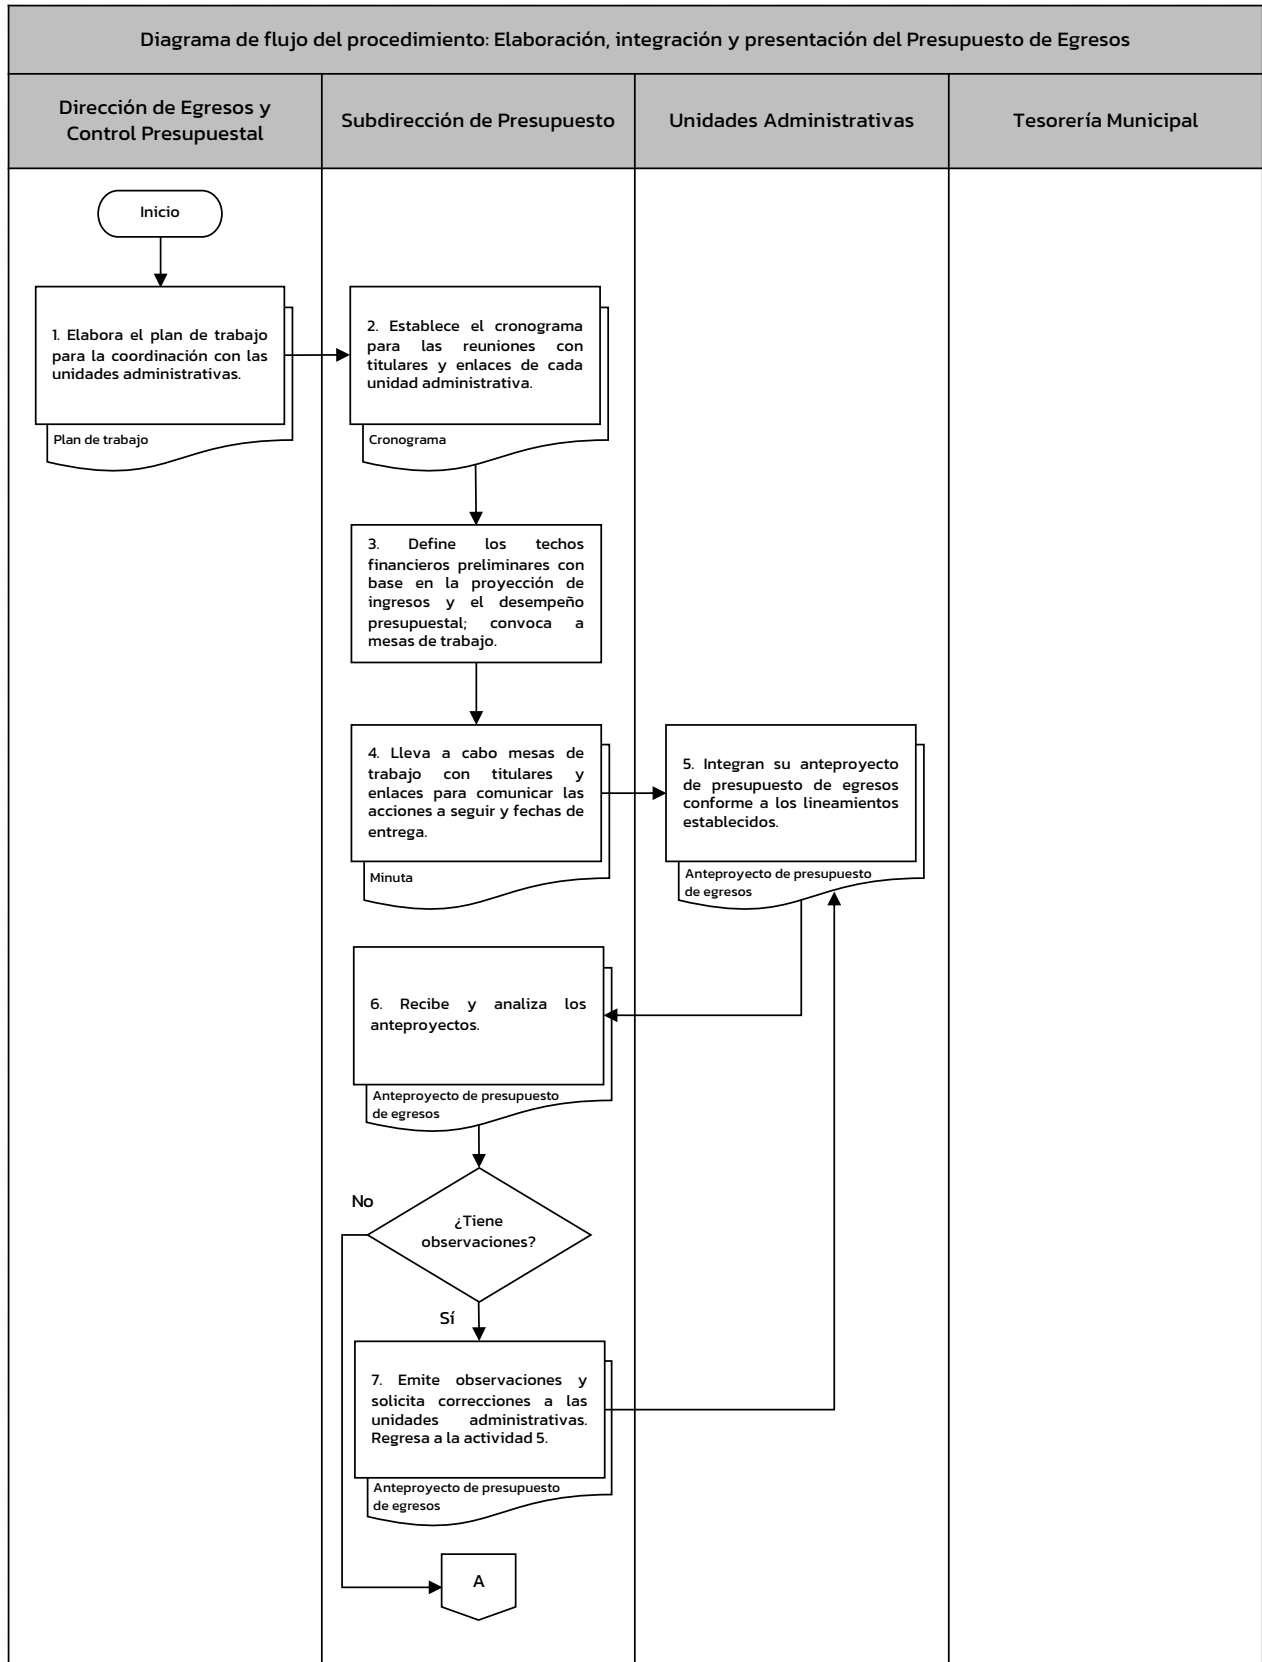 Diagrama de flujo del procedimiento: Elaboración, integración y presentación del Presupuesto de Egresos
Dirección de Egresos y
Control Presupuestal
Subdirección de Presupuesto
Unidades Administrativas
Tesorería Municipal
Inicio
1. Elabora el plan de trabajo
para la coordinación con las
unidades administrativas.
Plan de trabajo
2. Establece el cronograma
para las reuniones con
titulares y enlaces de cada
unidad administrativa.
Cronograma
3. Define los techos
financieros preliminares con
base en la proyección de
ingresos y el desempeño
presupuestal; convoca a
mesas de trabajo.
4. Lleva a cabo mesas de
trabajo con titulares y
enlaces para comunicar las
acciones a seguir y fechas de
entrega.
Minuta
5. Integran su anteproyecto
de presupuesto de egresos
conforme a los lineamientos
establecidos.
Anteproyecto de presupuesto
de egresos
6. Recibe y analiza los
anteproyectos.
Anteproyecto de presupuesto
de egresos
No
¿Tiene
observaciones?
Sí
7. Emite observaciones y
solicita correcciones a las
unidades administrativas.
Regresa a la actividad 5.
Anteproyecto de presupuesto
de egresos
A